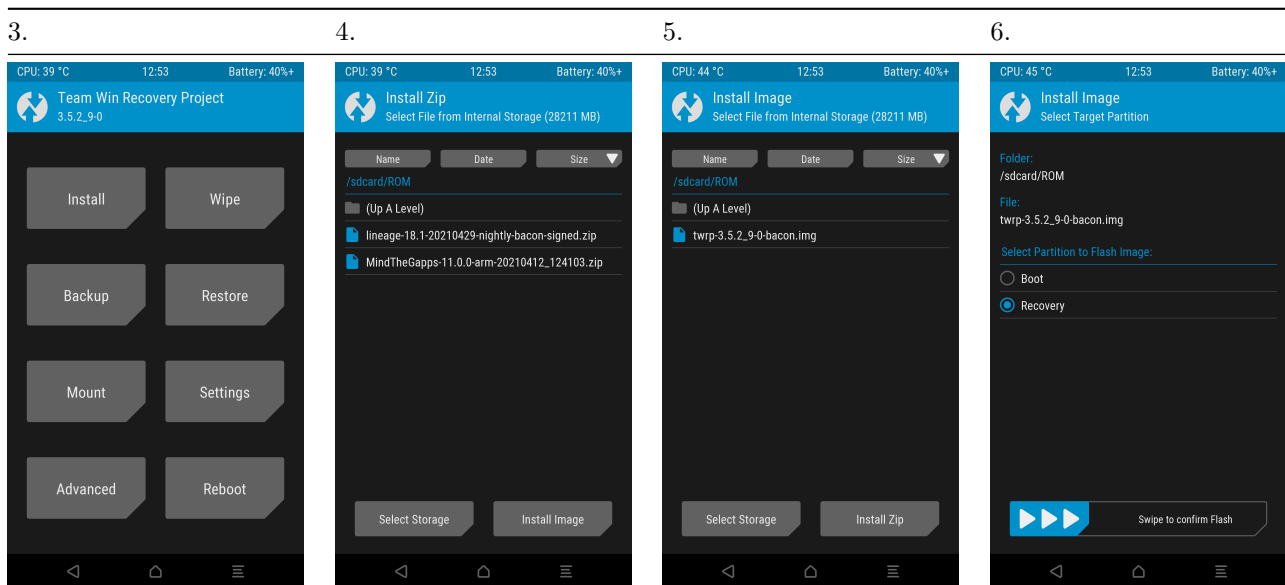 3.
CPU: 39 °C 12:53 Battery: 40%+
Team Win Recovery Project
3.5.2_9-0
Install Wipe
Backup Restore
Mount Settings
Advanced Reboot
4.
CPU: 39 °C 12:53 Battery: 40%+
Install Zip
Select File from Internal Storage (28211 MB)
Name Date Size
/sdcard/ROM
(Up A Level)
lineage-18.1-20210429-nightly-bacon-signed.zip
MindTheGapps-11.0.0-arm-20210412_124103.zip
Select Storage Install Image
5.
CPU: 44 °C 12:53 Battery: 40%+
Install Image
Select File from Internal Storage (28211 MB)
Name Date Size
/sdcard/ROM
(Up A Level)
twrp-3.5.2_9-0-bacon.img
Select Storage Install Zip
6.
CPU: 45 °C 12:53 Battery: 40%+
Install Image
Select Target Partition
Folder:
/sdcard/ROM
File:
twrp-3.5.2_9-0-bacon.img
Select Partition to Flash Image:
Boot
Recovery
Swipe to confirm Flash